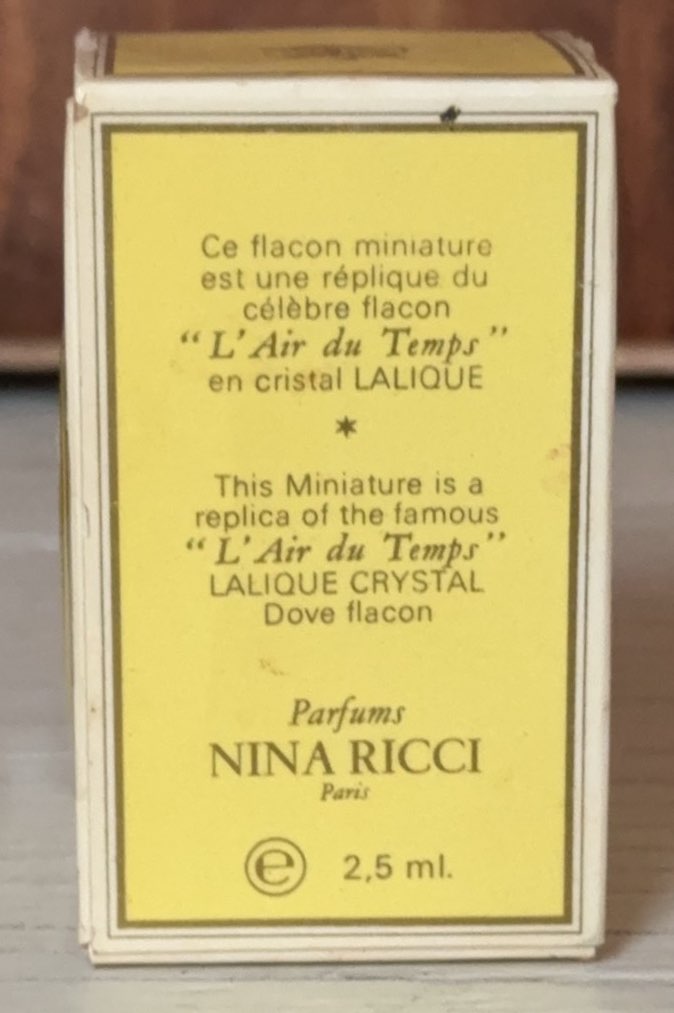 Ce flacon miniature
est une réplique du
célèbre flacon
"L'Air du Temps"
en cristal LALIQUE
*
This Miniature is a
replica of the famous
"L'Air du Temps"
LALIQUE CRYSTAL
Dove flacon
Parfums
NINA RICCI
Paris
℮ 2,5 ml.